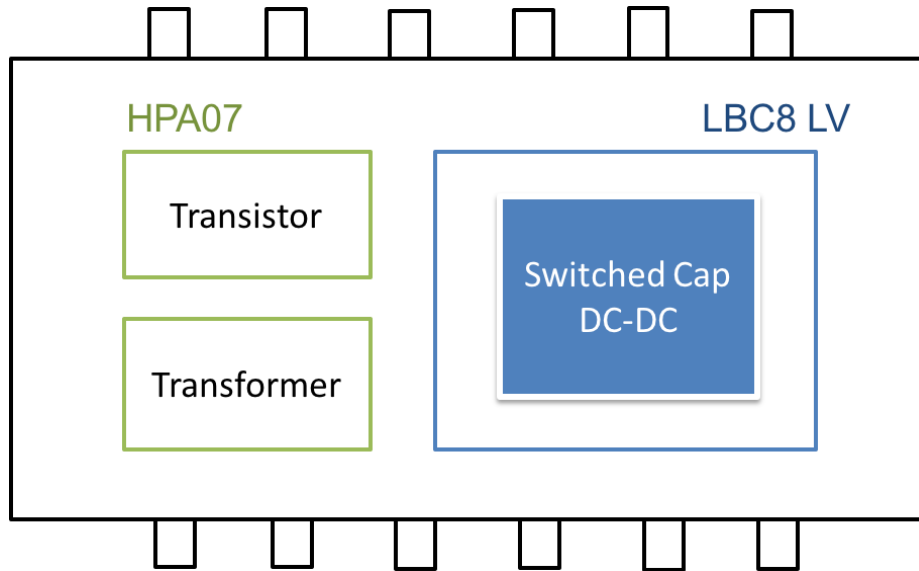 HPA07
LBC8 LV
Transistor
Switched Cap
DC-DC
Transformer